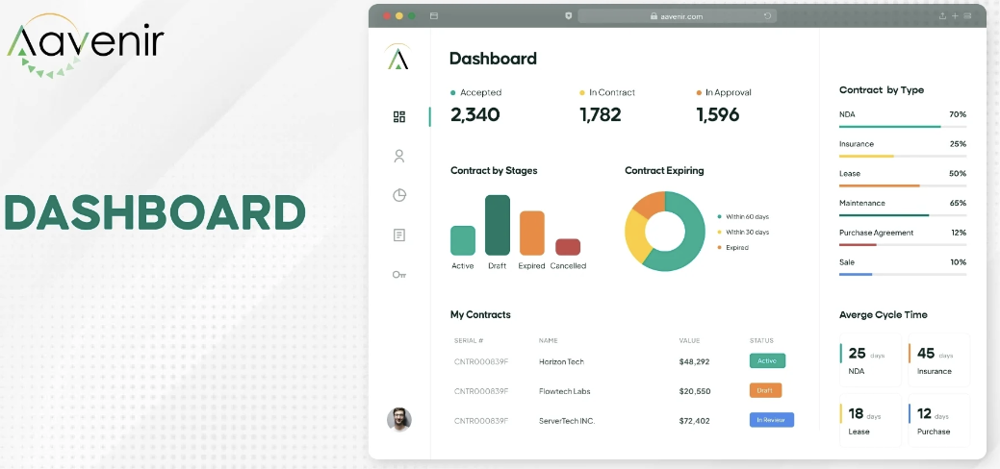 Aavenir
DASHBOARD
aavenir.com
Dashboard
Accepted
2,340
In Contract
1,782
In Approval
1,596
Contract by Stages
Active
Draft
Expired
Cancelled
Contract Expiring
Within 60 days
Within 30 days
Expired
My Contracts
SERIAL # NAME VALUE STATUS
CNTR000839F Horizon Tech $48,292 Active
CNTR000839F Flowtech Labs $20,550 Draft
CNTR000839F ServerTech INC. $72,402 In Review
Contract by Type
NDA 70%
Insurance 25%
Lease 50%
Maintenance 65%
Purchase Agreement 12%
Sale 10%
Averge Cycle Time
25 days
NDA
45 days
Insurance
18 days
Lease
12 days
Purchase